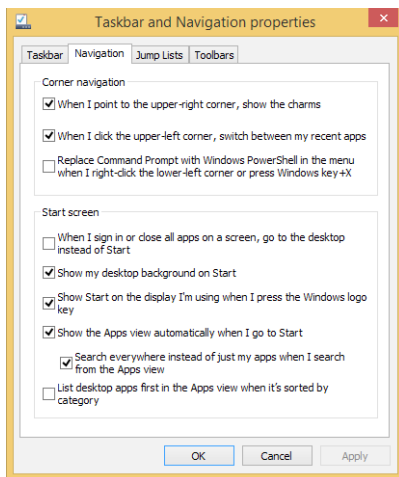 Taskbar and Navigation properties
Taskbar Navigation Jump Lists Toolbars
Corner navigation
When I point to the upper-right corner, show the charms
When I click the upper-left corner, switch between my recent apps
Replace Command Prompt with Windows PowerShell in the menu
when I right-click the lower-left corner or press Windows key+X
Start screen
When I sign in or close all apps on a screen, go to the desktop
instead of Start
Show my desktop background on Start
Show Start on the display I'm using when I press the Windows logo
key
Show the Apps view automatically when I go to Start
Search everywhere instead of just my apps when I search
from the Apps view
List desktop apps first in the Apps view when it's sorted by
category
OK Cancel Apply